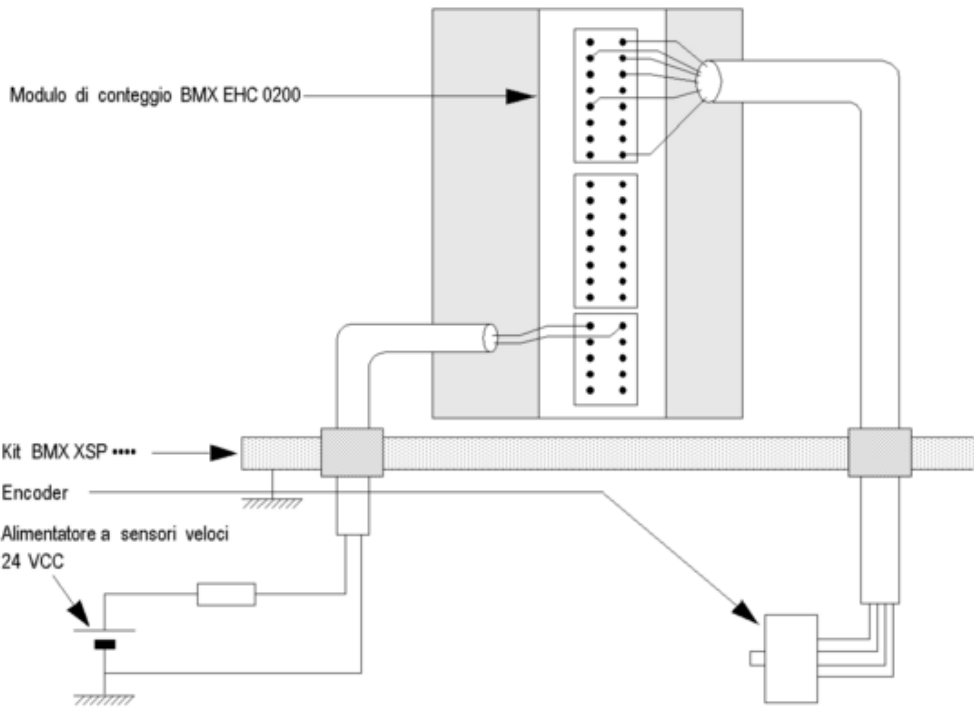 Modulo di conteggio BMX EHC 0200
Kit BMX XSP ••••
Encoder
Alimentatore a sensori veloci
24 VCC